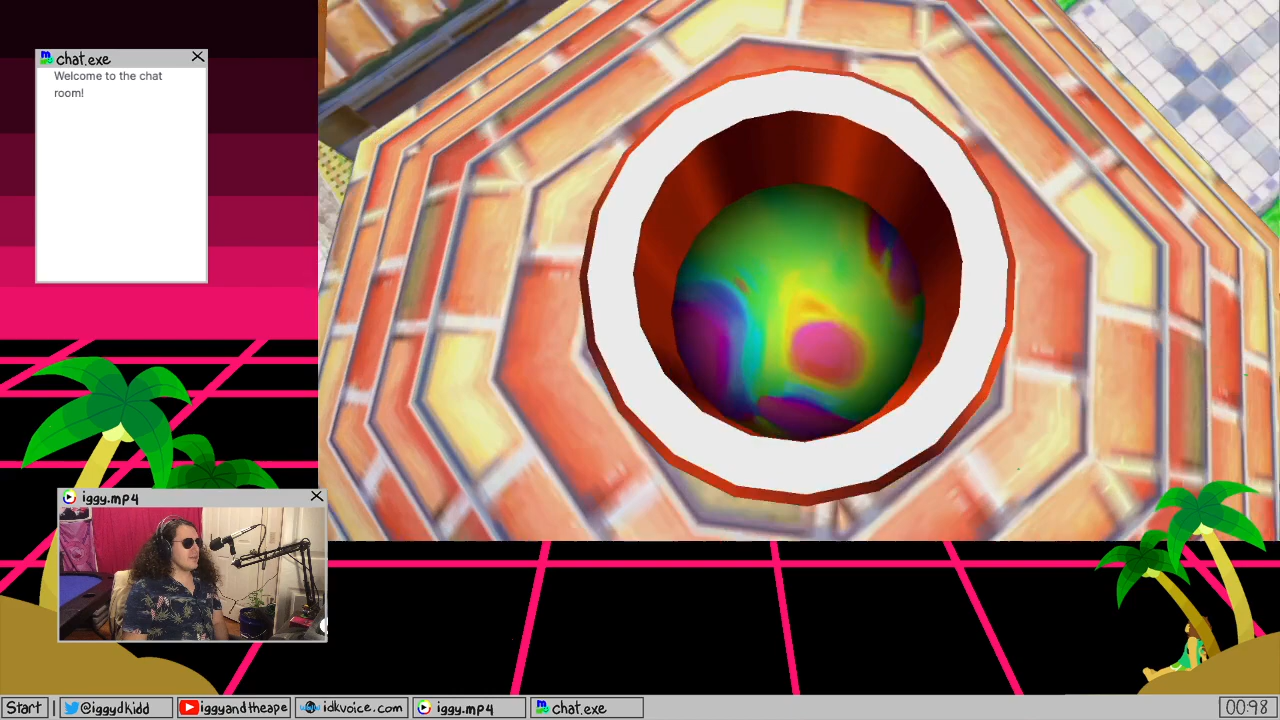 chat.exe
Welcome to the chat
room!
iggy.mp4
Start
@iggydkidd
iggyandtheape
www idkvoice.com
iggy.mp4
chat.exe
00:98